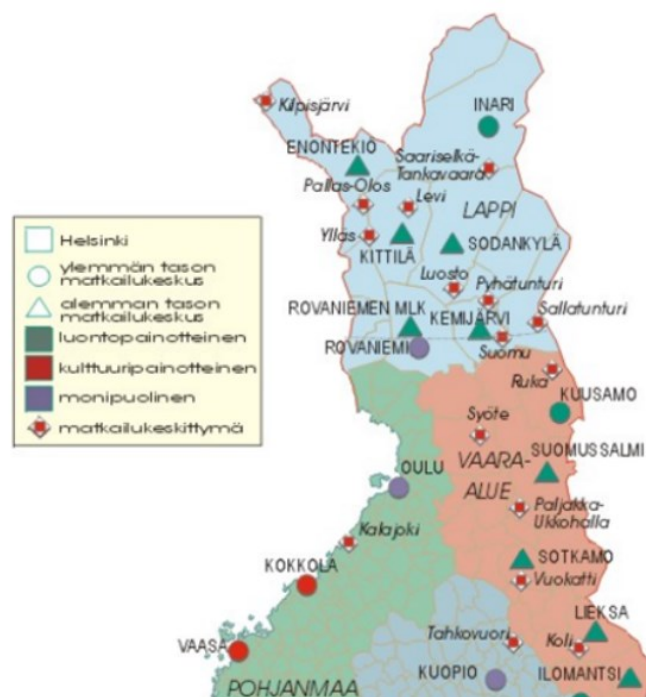 Kilpisjärvi
INARI
ENONTEKIÖ
Saariselkä-
Tankavaara
Pallas-Olos
Levi
LAPPI
Ylläs
KITTILÄ
SODANKYLÄ
Luosto
Pyhätunturi
Sallatunturi
ROVANIEMEN MLK
KEMIJÄRVI
ROVANIEMI
Suomu
Ruka
KUUSAMO
Syöte
SUOMUSSALMI
VAARA-
ALUE
OULU
Paljakka-
Ukkohalla
Kalajoki
SOTKAMO
KOKKOLA
Vuokatti
LIEKSA
VAASA
Tahkovuori
Koli
KUOPIO
ILOMANTSI
POHJANMAA
Helsinki
ylemmän tason
matkailukeskus
alemman tason
matkailukeskus
luontopainotteinen
kulttuuripainotteinen
monipuolinen
matkailukeskittymä